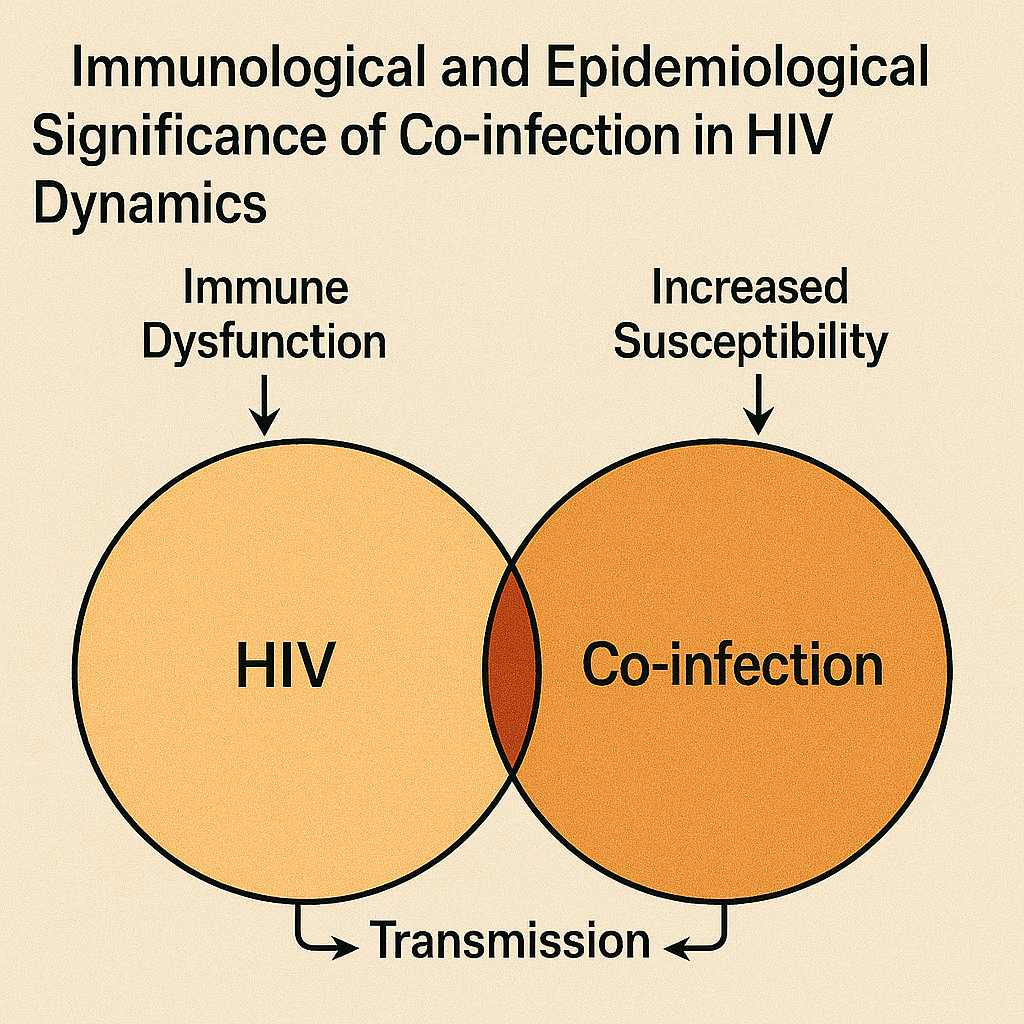 Immunological and Epidemiological
Significance of Co-infection in HIV
Dynamics
Immune
Dysfunction
Increased
Susceptibility
HIV
Co-infection
Transmission